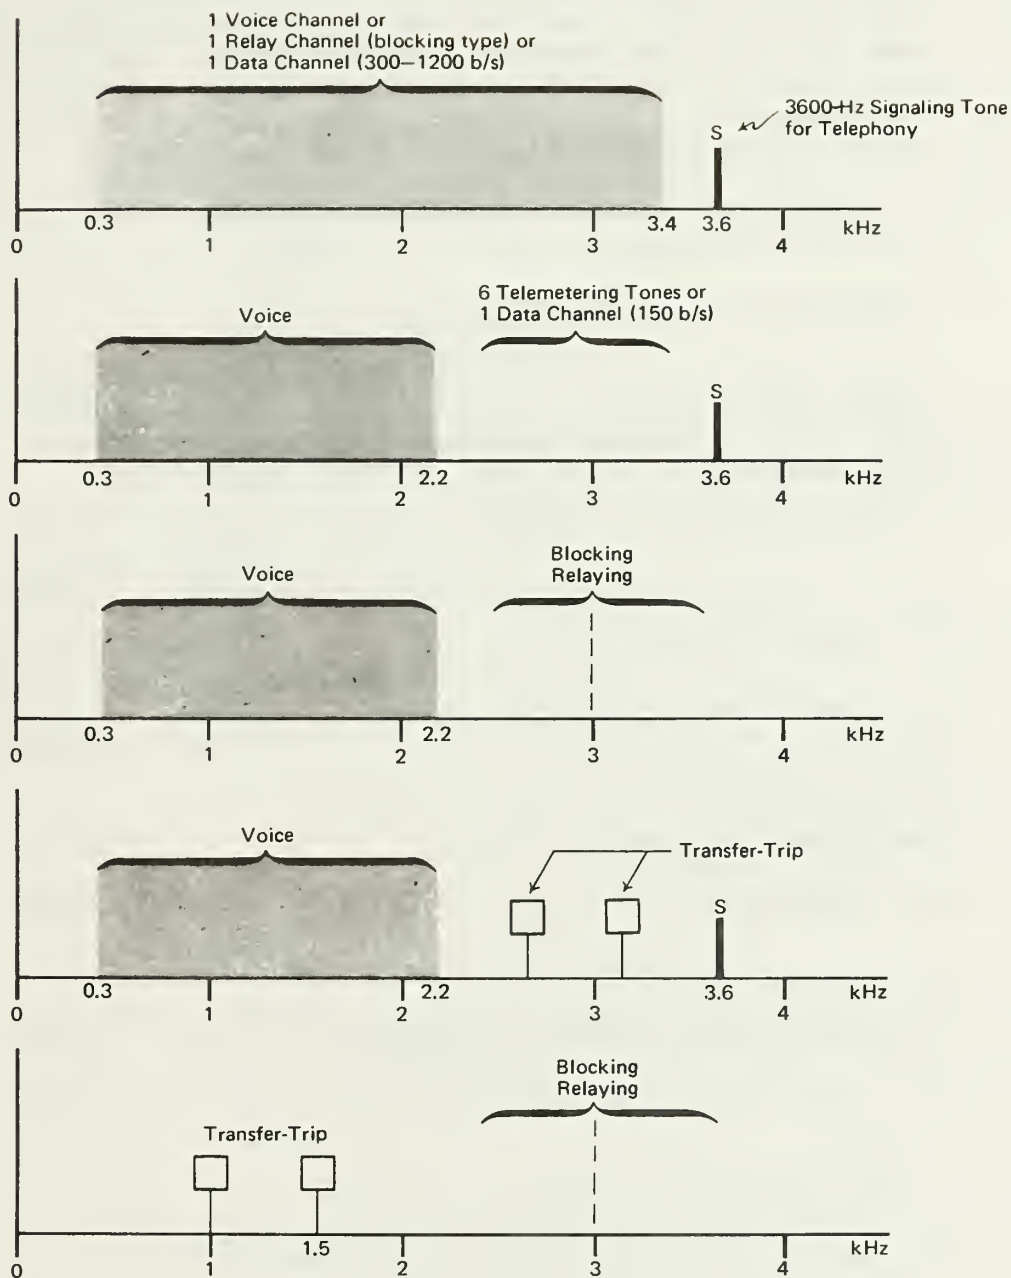 1 Voice Channel or
1 Relay Channel (blocking type) or
1 Data Channel (300—1200 b/s)
3600-Hz Signaling Tone
for Telephony
S
0.3
3.4
3.6
kHz
0
1
2
3
4
6 Telemetering Tones or
1 Data Channel (150 b/s)
Voice
S
0.3
2.2
3.6
kHz
0
1
2
3
4
Blocking
Relaying
Voice
0.3
2.2
kHz
0
1
2
3
4
Voice
Transfer-Trip
S
0.3
2.2
3.6
kHz
0
1
2
3
4
Blocking
Relaying
Transfer-Trip
1.5
kHz
0
1
2
3
4